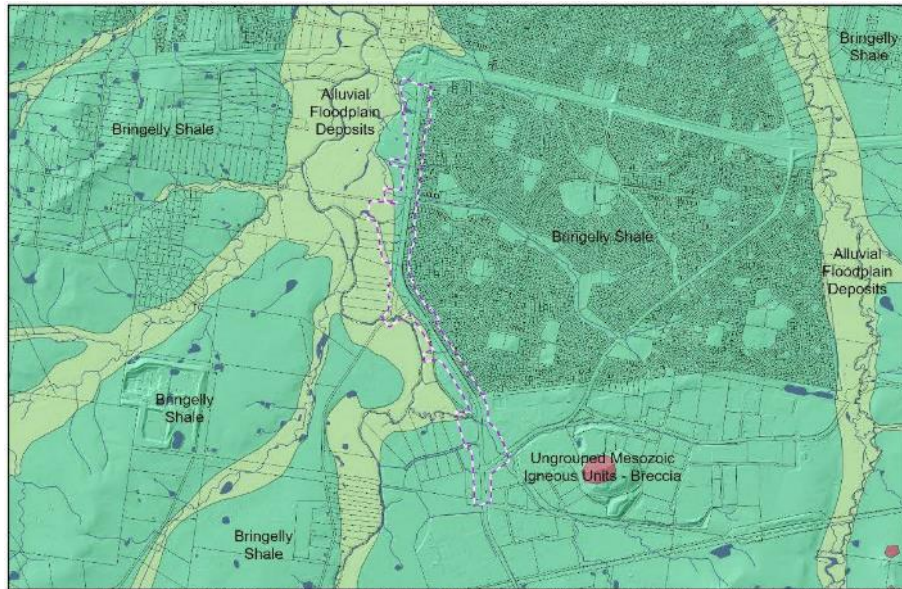 Bringelly Shale
Alluvial
Floodplain
Deposits
Bringelly
Shale
Bringelly Shale
Alluvial
Floodplain
Deposits
Bringelly
Shale
Ungrouped Mesozoic
Igneous Units - Breccia
Bringelly
Shale